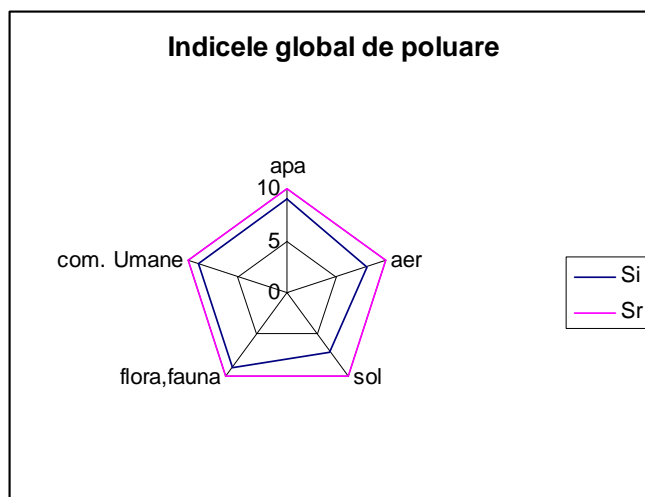 Indicele global de poluare
apa
10
5
0
com. Umane
aer
flora,fauna
sol
Si
Sr